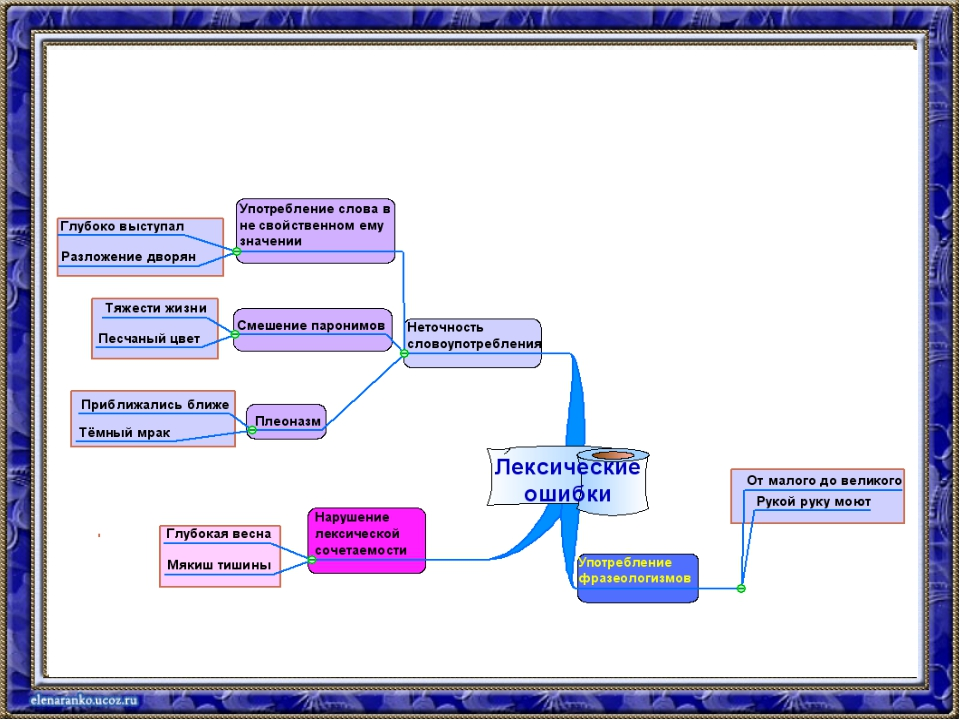 Употребление слова в
не свойственном ему
значении
Глубоко выступал
Разложение дворян
Тяжести жизни
Песчаный цвет
Смешение паронимов
Неточность
словоупотребления
Приближались ближе
Тёмный мрак
Плеоназм
Лексические
ошибки
От малого до великого
Рукой руку моют
Нарушение
лексической
сочетаемости
Глубокая весна
Мякиш тишины
Употребление
фразеологизмов
elenaranko.ucoz.ru